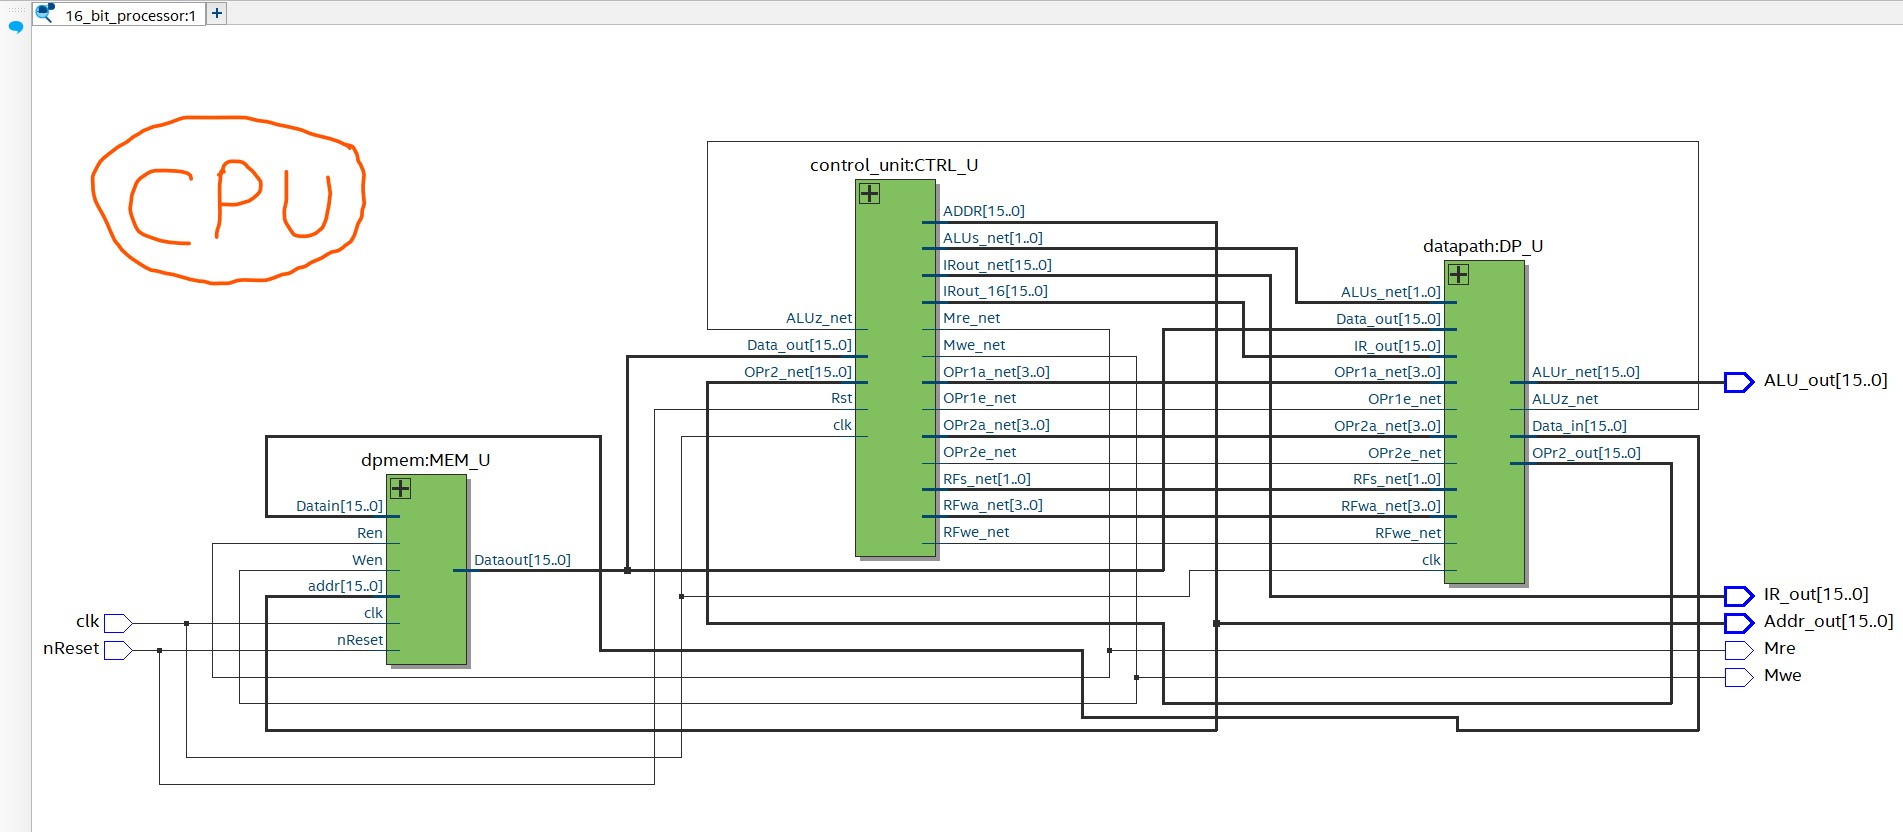 16_bit_processor:1
CPU
control_unit:CTRL_U
ALUz_net
Data_out[15..0]
OPr2_net[15..0]
Rst
clk
ADDR[15..0]
ALUs_net[1..0]
IRout_net[15..0]
IRout_16[15..0]
Mre_net
Mwe_net
OPr1a_net[3..0]
OPr1e_net
OPr2a_net[3..0]
OPr2e_net
RFs_net[1..0]
RFwa_net[3..0]
RFwe_net
datapath:DP_U
ALUs_net[1..0]
Data_out[15..0]
IR_out[15..0]
OPr1a_net[3..0]
OPr1e_net
OPr2a_net[3..0]
OPr2e_net
RFs_net[1..0]
RFwa_net[3..0]
RFwe_net
clk
ALUr_net[15..0]
ALUz_net
Data_in[15..0]
OPr2_out[15..0]
dpmem:MEM_U
Datain[15..0]
Ren
Wen
addr[15..0]
clk
nReset
Dataout[15..0]
clk
nReset
ALU_out[15..0]
IR_out[15..0]
Addr_out[15..0]
Mre
Mwe